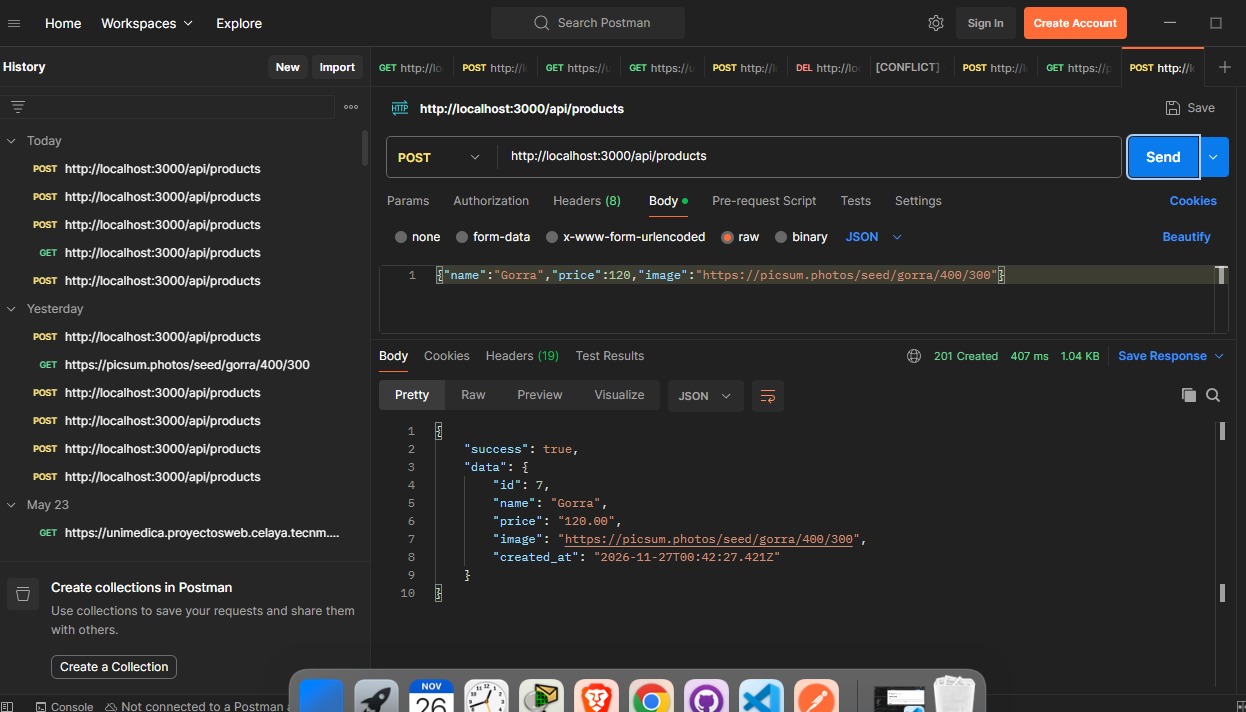 Home Workspaces Explore Search Postman Sign In Create Account
History New Import
GET http://lo POST http://l GET https://u GET https://u POST http://l DEL http://loc [CONFLICT] POST http://l GET https://p POST http://l
HTTP http://localhost:3000/api/products Save
Today
POST http://localhost:3000/api/products
POST http://localhost:3000/api/products
POST http://localhost:3000/api/products
GET http://localhost:3000/api/products
POST http://localhost:3000/api/products
Yesterday
POST http://localhost:3000/api/products
GET https://picsum.photos/seed/gorra/400/300
POST http://localhost:3000/api/products
POST http://localhost:3000/api/products
POST http://localhost:3000/api/products
POST http://localhost:3000/api/products
May 23
GET https://unimedica.proyectosweb.celaya.tecnm....
Create collections in Postman
Use collections to save your requests and share them
with others.
Create a Collection
POST http://localhost:3000/api/products Send
Params Authorization Headers (8) Body Pre-request Script Tests Settings Cookies
none form-data x-www-form-urlencoded raw binary JSON Beautify
1 {"name":"Gorra","price":120,"image":"https://picsum.photos/seed/gorra/400/300"}
Body Cookies Headers (19) Test Results 201 Created 407 ms 1.04 KB Save Response
Pretty Raw Preview Visualize JSON
1 {
2 "success": true,
3 "data": {
4 "id": 7,
5 "name": "Gorra",
6 "price": "120.00",
7 "image": "https://picsum.photos/seed/gorra/400/300",
8 "created_at": "2026-11-27T00:42:27.421Z"
9 }
10 }
NOV
26
Console Not connected to a Postman